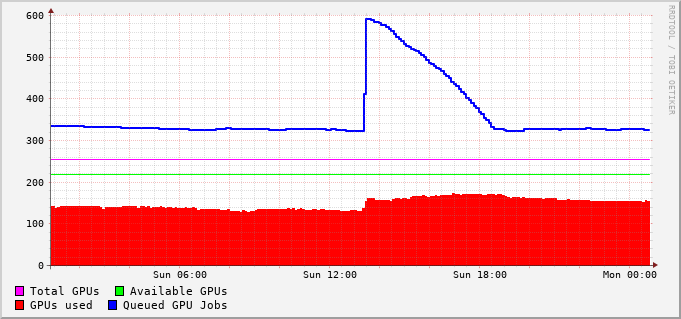 RRDTOOL / TOBI OETIKER
600
500
400
300
200
100
0
Sun 06:00 Sun 12:00 Sun 18:00 Mon 00:00
Total GPUs Available GPUs
GPUs used Queued GPU Jobs